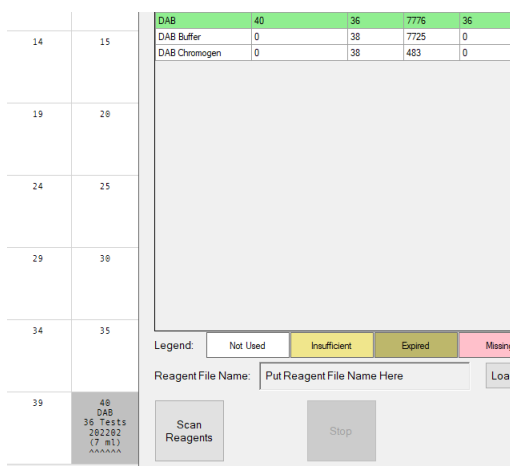 DAB 40 36 7776 36
DAB Buffer 0 38 7725 0
DAB Chromogen 0 38 483 0
14 15
19 20
24 25
29 30
34 35
Legend: Not Used Insufficient Expired Missing
Reagent File Name: Put Reagent File Name Here Loa
39 40
DAB
36 Tests
202202
(7 ml)
^^^^^^
Scan
Reagents
Stop